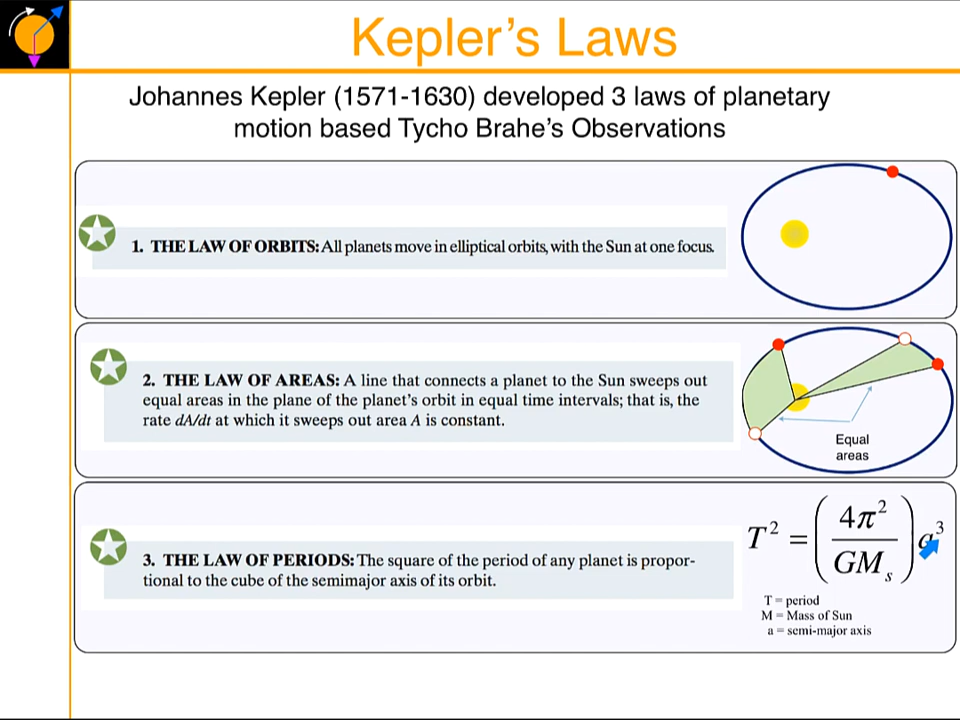 Kepler's Laws
Johannes Kepler (1571-1630) developed 3 laws of planetary
motion based Tycho Brahe's Observations
1. THE LAW OF ORBITS: All planets move in elliptical orbits, with the Sun at one focus.
2. THE LAW OF AREAS: A line that connects a planet to the Sun sweeps out
equal areas in the plane of the planet's orbit in equal time intervals; that is, the
rate dA/dt at which it sweeps out area A is constant.
Equal
areas
3. THE LAW OF PERIODS: The square of the period of any planet is propor-
tional to the cube of the semimajor axis of its orbit.
T² = (4π² / GMₛ) a³
T = period
M = Mass of Sun
a = semi-major axis